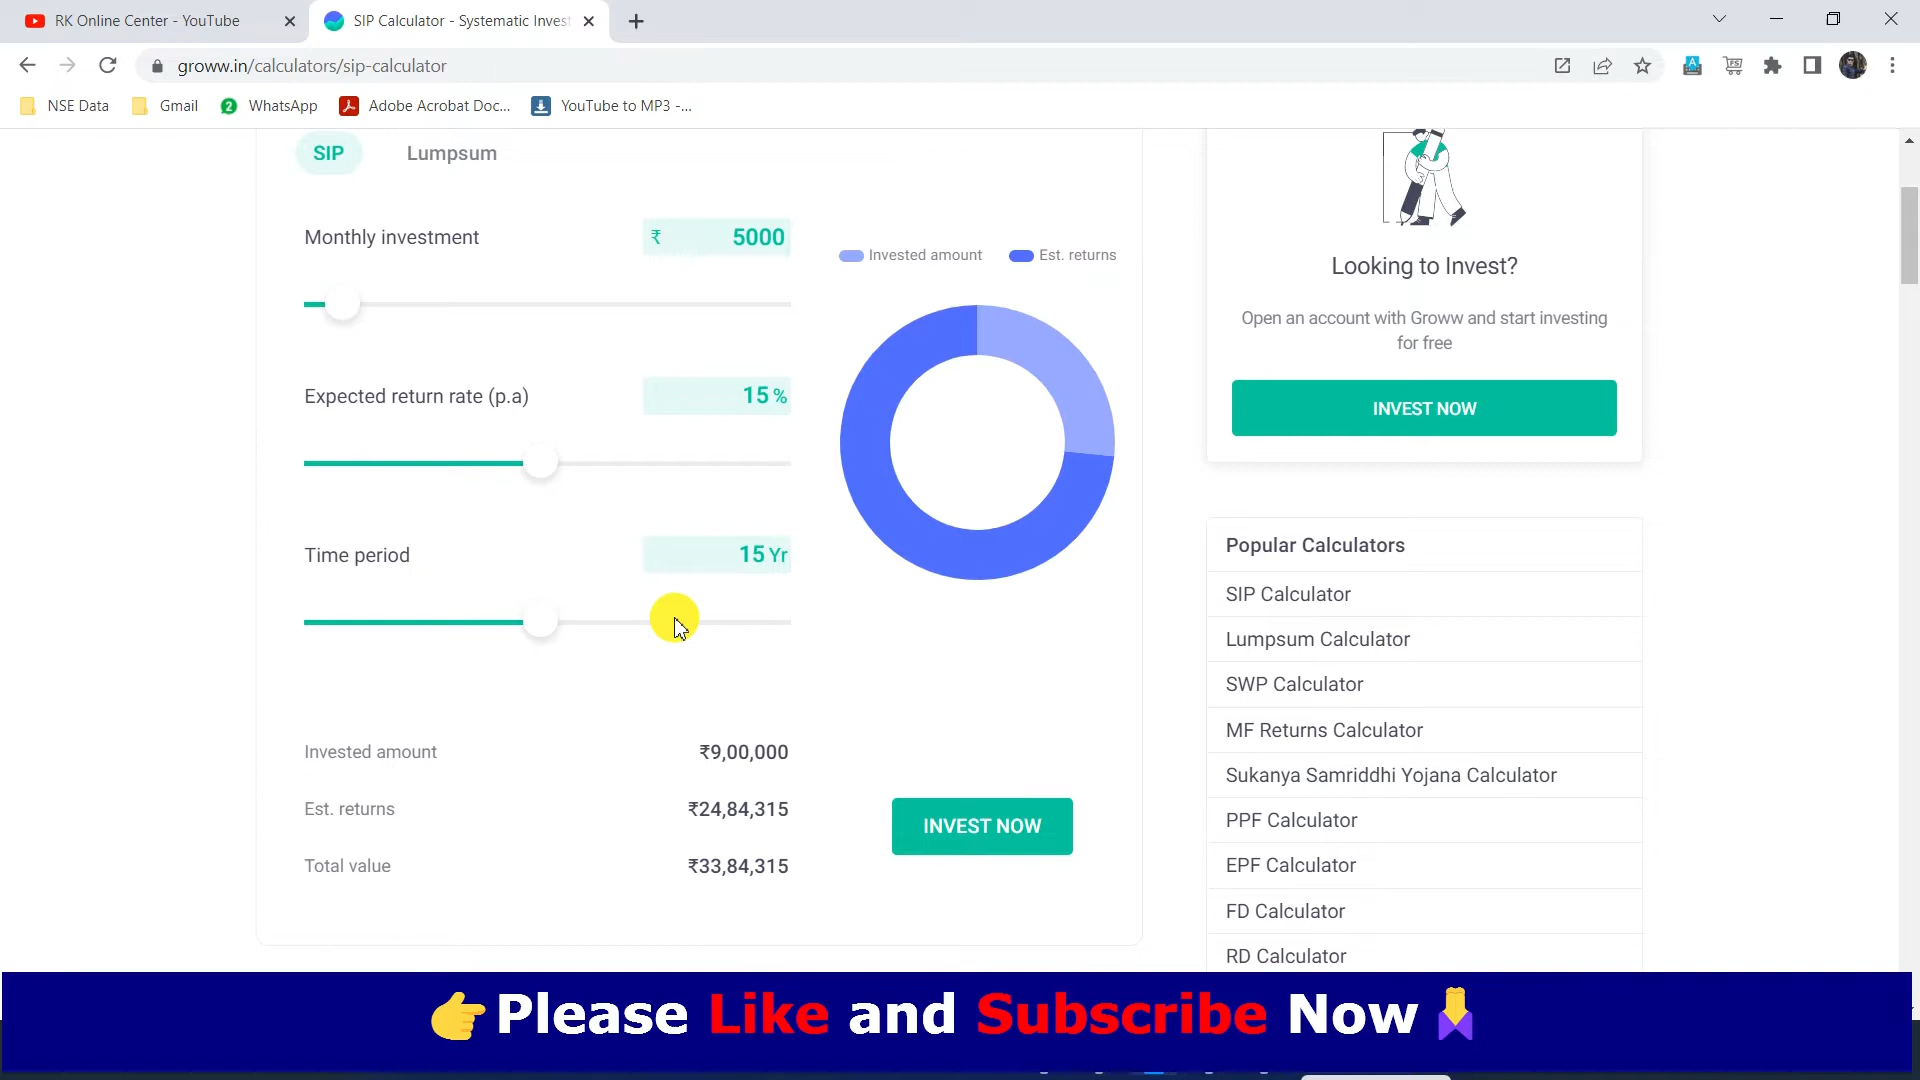 RK Online Center - YouTube
SIP Calculator - Systematic Invest
groww.in/calculators/sip-calculator
NSE Data
Gmail
2
WhatsApp
Adobe Acrobat Doc...
YouTube to MP3 -...
SIP
Lumpsum
Monthly investment
₹ 5000
Invested amount
Est. returns
Expected return rate (p.a)
15 %
Time period
15 Yr
Invested amount
₹9,00,000
Est. returns
₹24,84,315
Total value
₹33,84,315
INVEST NOW
Looking to Invest?
Open an account with Groww and start investing
for free
INVEST NOW
Popular Calculators
SIP Calculator
Lumpsum Calculator
SWP Calculator
MF Returns Calculator
Sukanya Samriddhi Yojana Calculator
PPF Calculator
EPF Calculator
FD Calculator
RD Calculator
👉Please Like and Subscribe Now